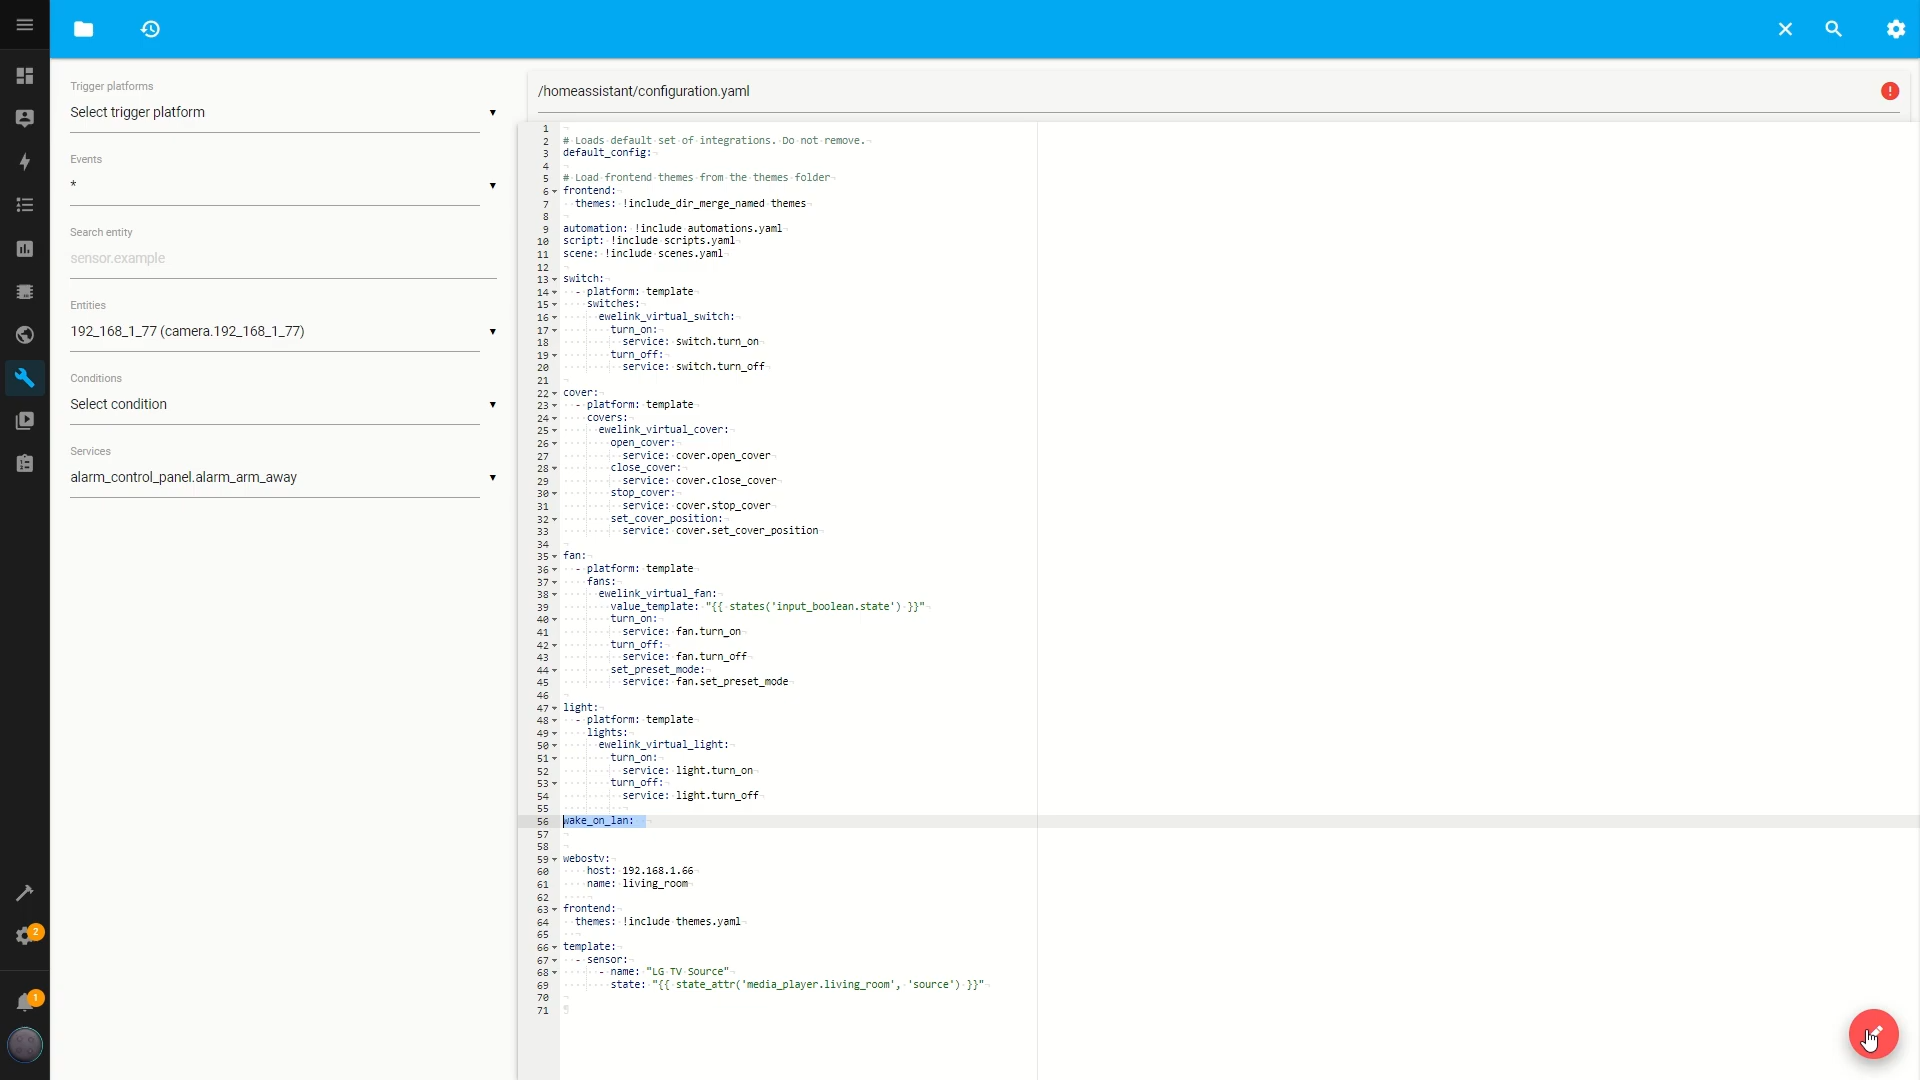 Trigger platforms
Select trigger platform
Events
*
Search entity
sensor.example
Entities
192_168_1_77 (camera.192_168_1_77)
Conditions
Select condition
Services
alarm_control_panel.alarm_arm_away
2
1
/homeassistant/configuration.yaml
1
2 # Loads default set of integrations. Do not remove.
3 default_config:
4
5 # Load frontend themes from the themes folder
6 frontend:
7   themes: !include_dir_merge_named themes
8
9 automation: !include automations.yaml
10 script: !include scripts.yaml
11 scene: !include scenes.yaml
12
13 switch:
14   - platform: template
15     switches:
16       ewelink_virtual_switch:
17         turn_on:
18           service: switch.turn_on
19         turn_off:
20           service: switch.turn_off
21
22 cover:
23   - platform: template
24     covers:
25       ewelink_virtual_cover:
26         open_cover:
27           service: cover.open_cover
28         close_cover:
29           service: cover.close_cover
30         stop_cover:
31           service: cover.stop_cover
32         set_cover_position:
33           service: cover.set_cover_position
34
35 fan:
36   - platform: template
37     fans:
38       ewelink_virtual_fan:
39         value_template: "{{ states('input_boolean.state') }}"
40         turn_on:
41           service: fan.turn_on
42         turn_off:
43           service: fan.turn_off
44         set_preset_mode:
45           service: fan.set_preset_mode
46
47 light:
48   - platform: template
49     lights:
50       ewelink_virtual_light:
51         turn_on:
52           service: light.turn_on
53         turn_off:
54           service: light.turn_off
55
56 wake_on_lan:
57
58
59 webostv:
60     host: 192.168.1.66
61     name: living_room
62
63 frontend:
64   themes: !include themes.yaml
65
66 template:
67   - sensor:
68       - name: "LG TV Source"
69         state: "{{ state_attr('media_player.living_room', 'source') }}"
70
71